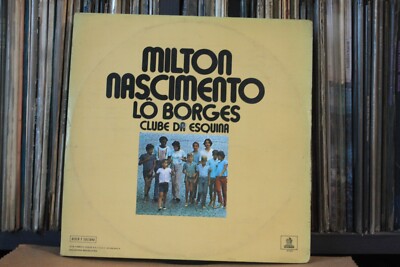 MILTON
NASCIMENTO
LÔ BORGES
CLUBE DA ESQUINA